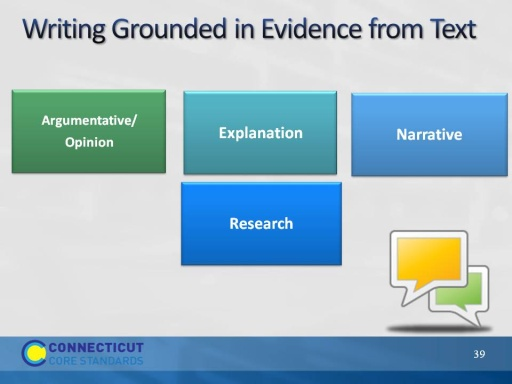 Writing Grounded in Evidence from Text
Argumentative/
Opinion
Explanation
Narrative
Research
CONNECTICUT
CORE STANDARDS
39